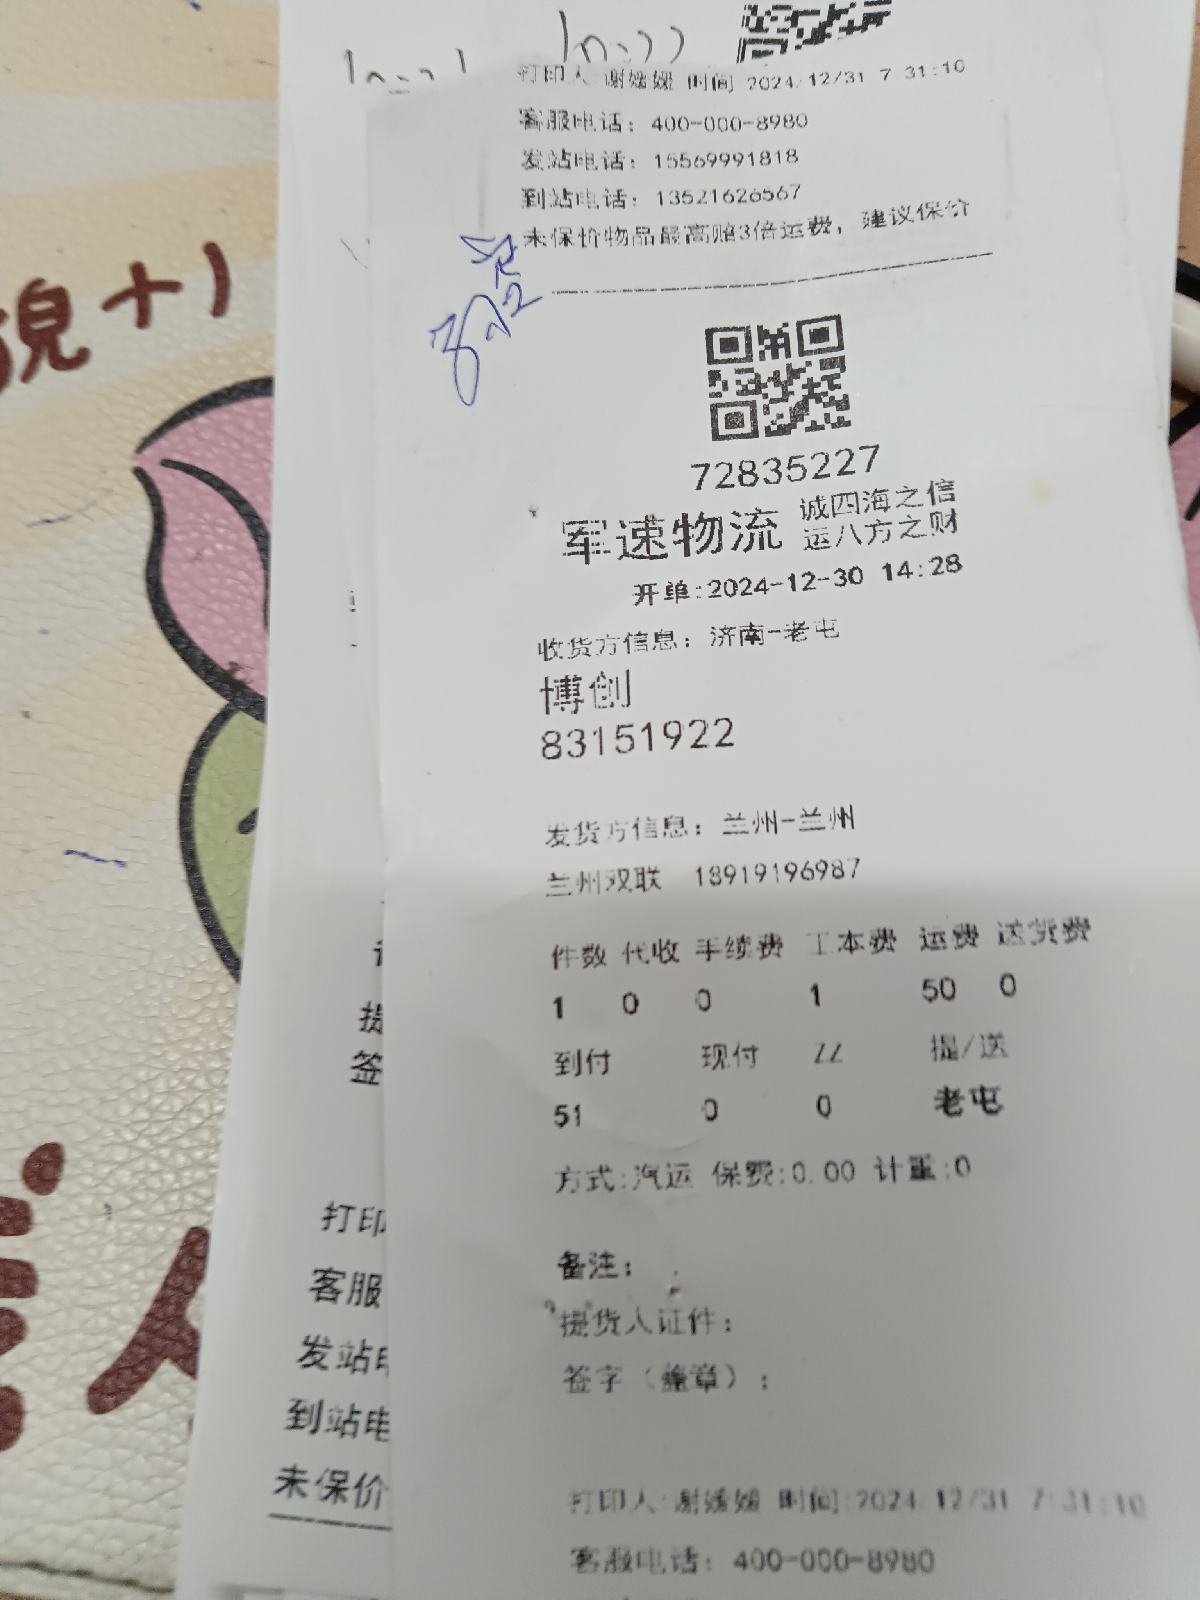 打印人:谢嫒嫒 时间 2024/12/31 7:31:10
客服电话：400-000-8980
发站电话：15569991818
到站电话：13521626567
未保价物品最高赔3倍运费，建议保价
72835227
军速物流 诚四海之信
运八方之财
开单:2024-12-30 14:28
收货方信息：济南-老屯
博创
83151922
发货方信息：兰州-兰州
兰州双联 18919196987
件数 代收 手续费 工本费 运费 送货费
1 0 0 1 50 0
到付 现付 ZZ 提/送
51 0 0 老屯
方式:汽运 保费:0.00 计重:0
备注：
提货人证件：
签字（盖章）：
打印人:谢嫒嫒 时间:2024/12/31 7:31:10
客服电话：400-000-8980
提
签
打印
客服
发站电
到站电
未保价